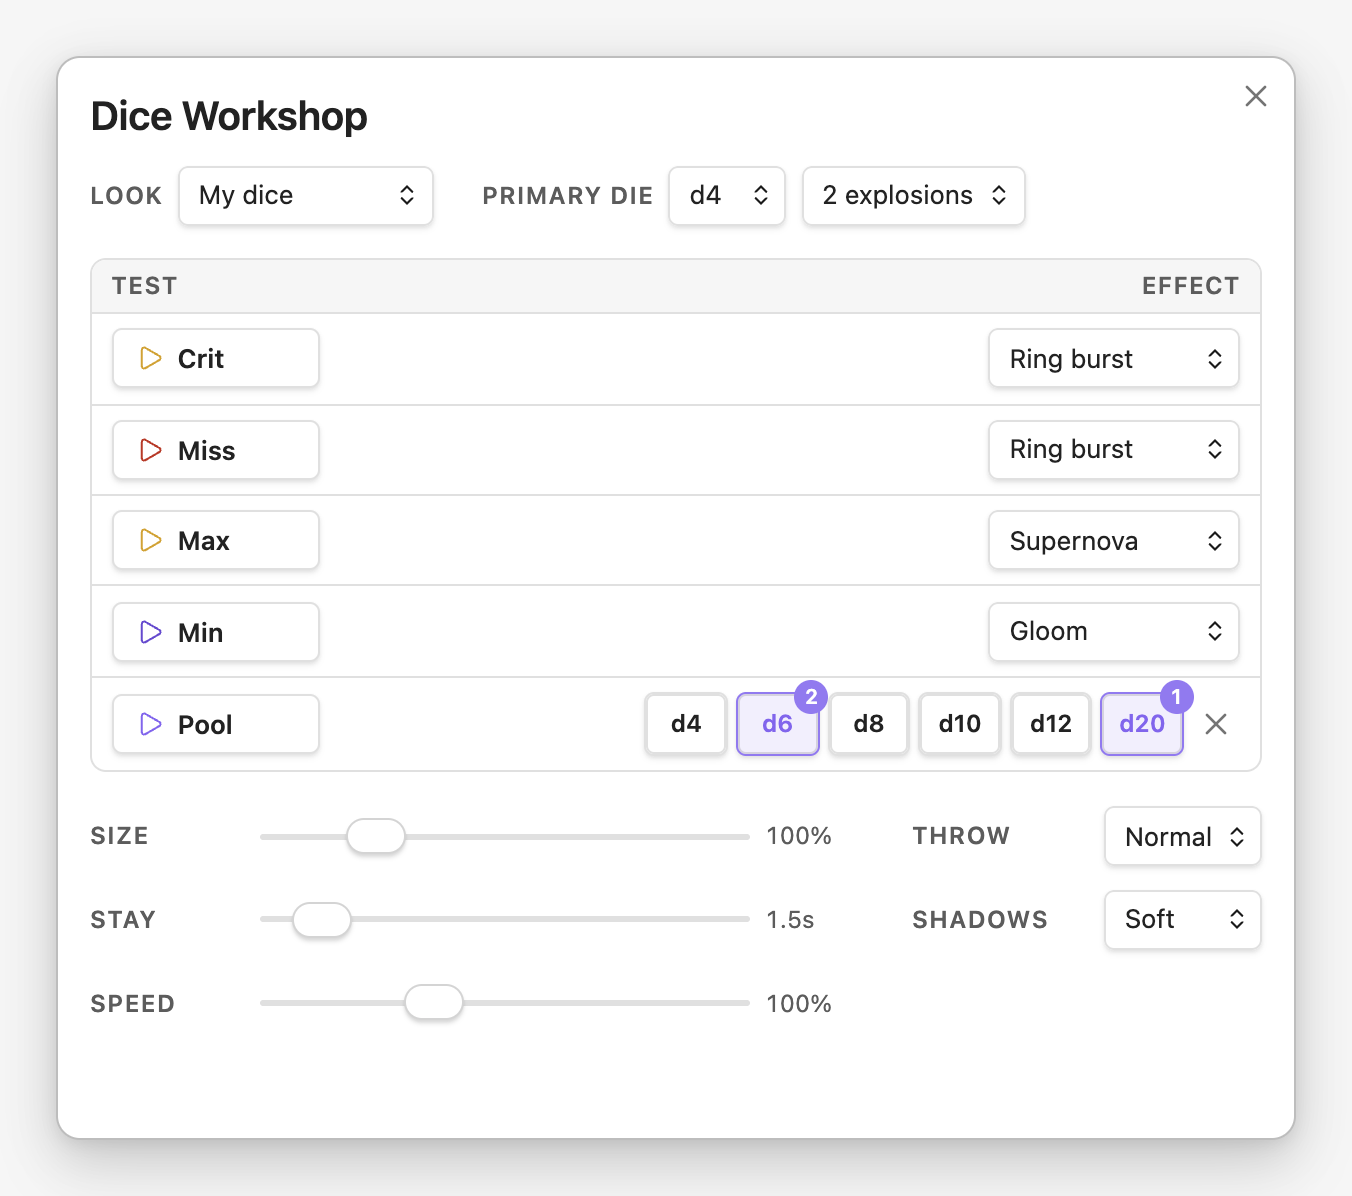 Dice Workshop
LOOK My dice PRIMARY DIE d4 2 explosions
TEST EFFECT
Crit Ring burst
Miss Ring burst
Max Supernova
Min Gloom
Pool d4 d6 2 d8 d10 d12 d20 1
SIZE 100% THROW Normal
STAY 1.5s SHADOWS Soft
SPEED 100%